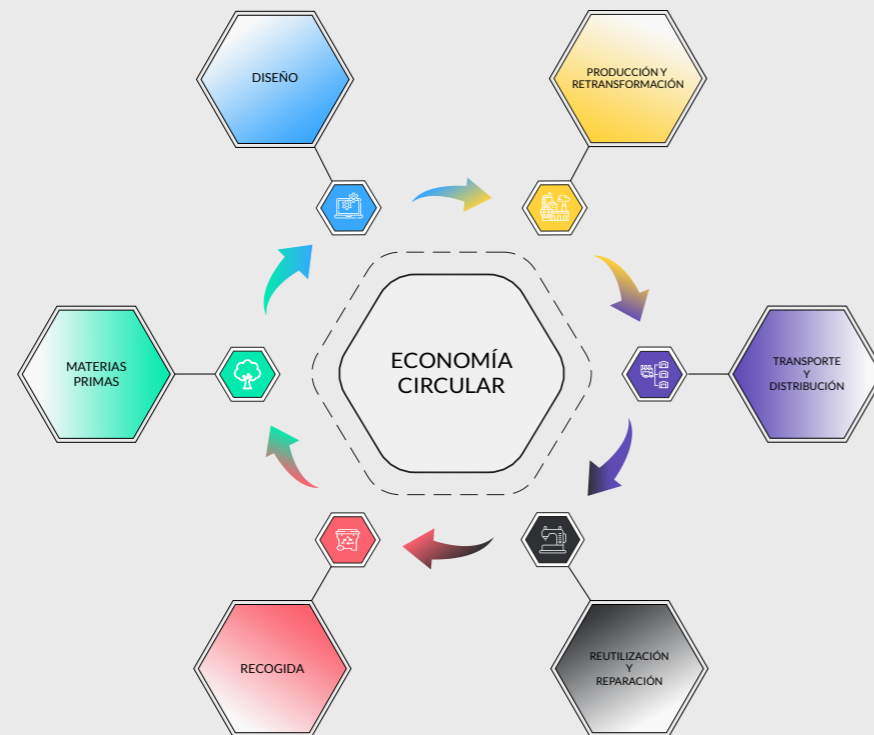 DISEÑO
PRODUCCIÓN Y
RETRANSFORMACIÓN
MATERIAS
PRIMAS
ECONOMÍA
CIRCULAR
TRANSPORTE
Y
DISTRIBUCIÓN
RECOGIDA
REUTILIZACIÓN
Y
REPARACIÓN